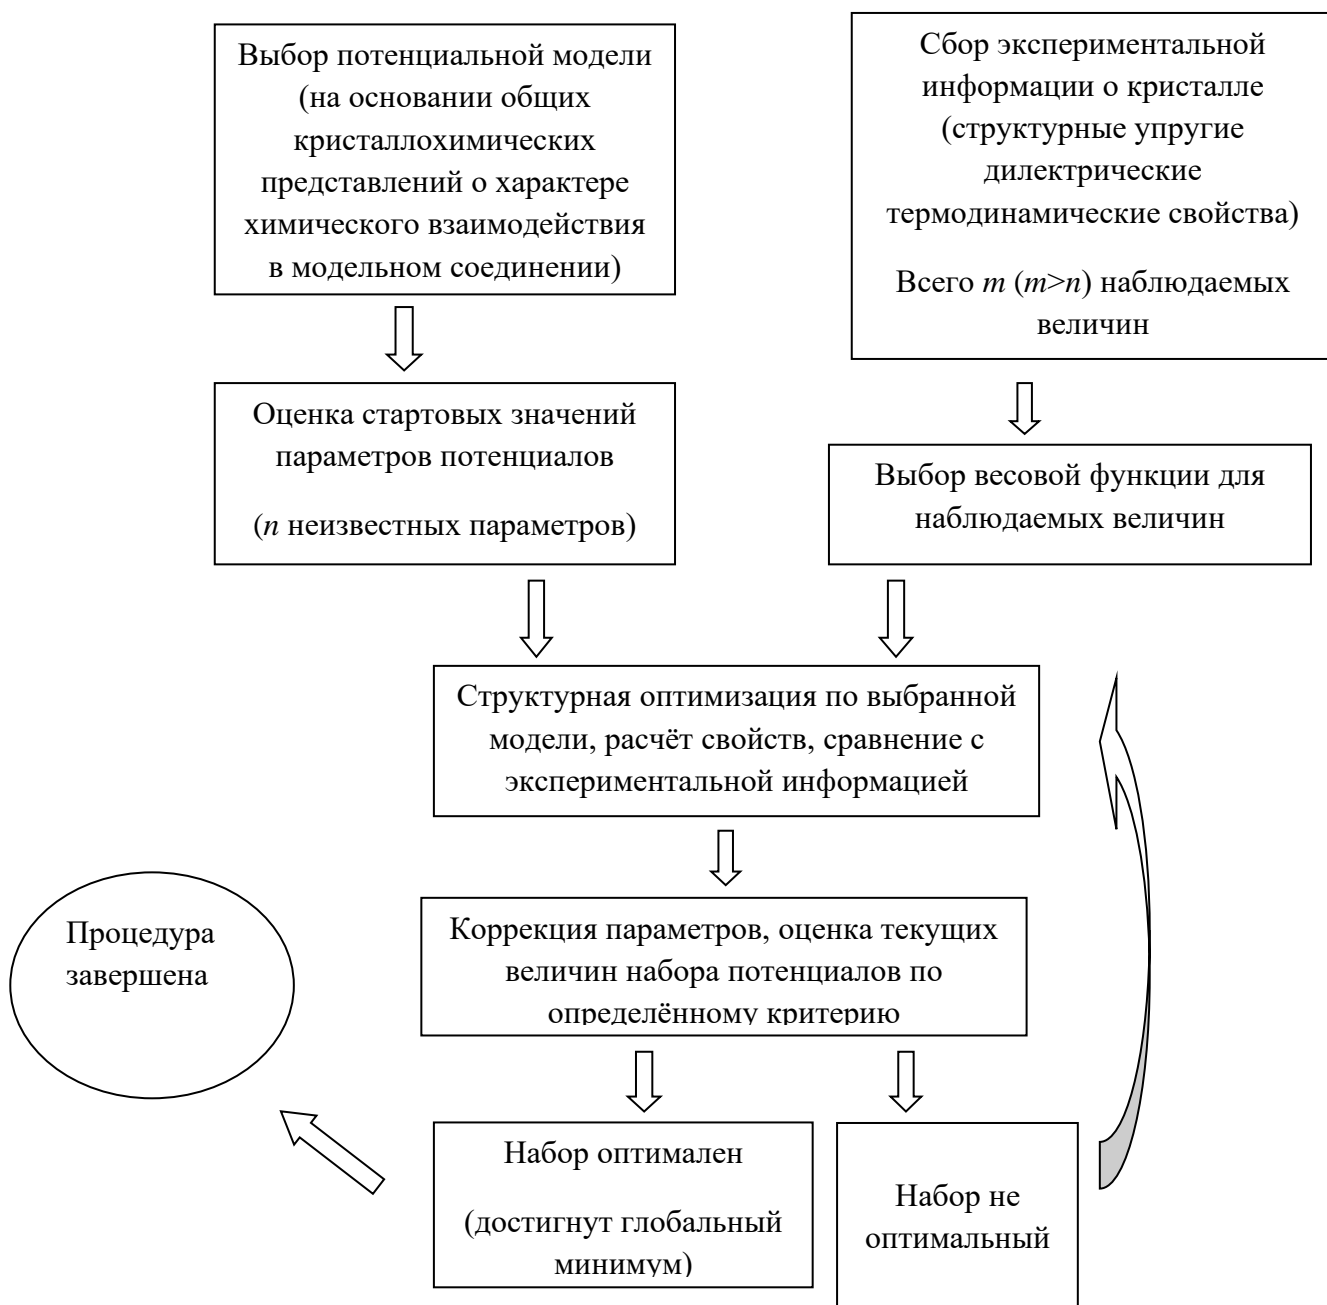 Выбор потенциальной модели
(на основании общих
кристаллохимических
представлений о характере
химического взаимодействия
в модельном соединении)
Сбор экспериментальной
информации о кристалле
(структурные упругие
дилектрические
термодинамические свойства)
Всего m (m>n) наблюдаемых
величин
Оценка стартовых значений
параметров потенциалов
(n неизвестных параметров)
Выбор весовой функции для
наблюдаемых величин
Структурная оптимизация по выбранной
модели, расчёт свойств, сравнение с
экспериментальной информацией
Процедура
завершена
Коррекция параметров, оценка текущих
величин набора потенциалов по
определённому критерию
Набор оптимален
(достигнут глобальный
минимум)
Набор не
оптимальный